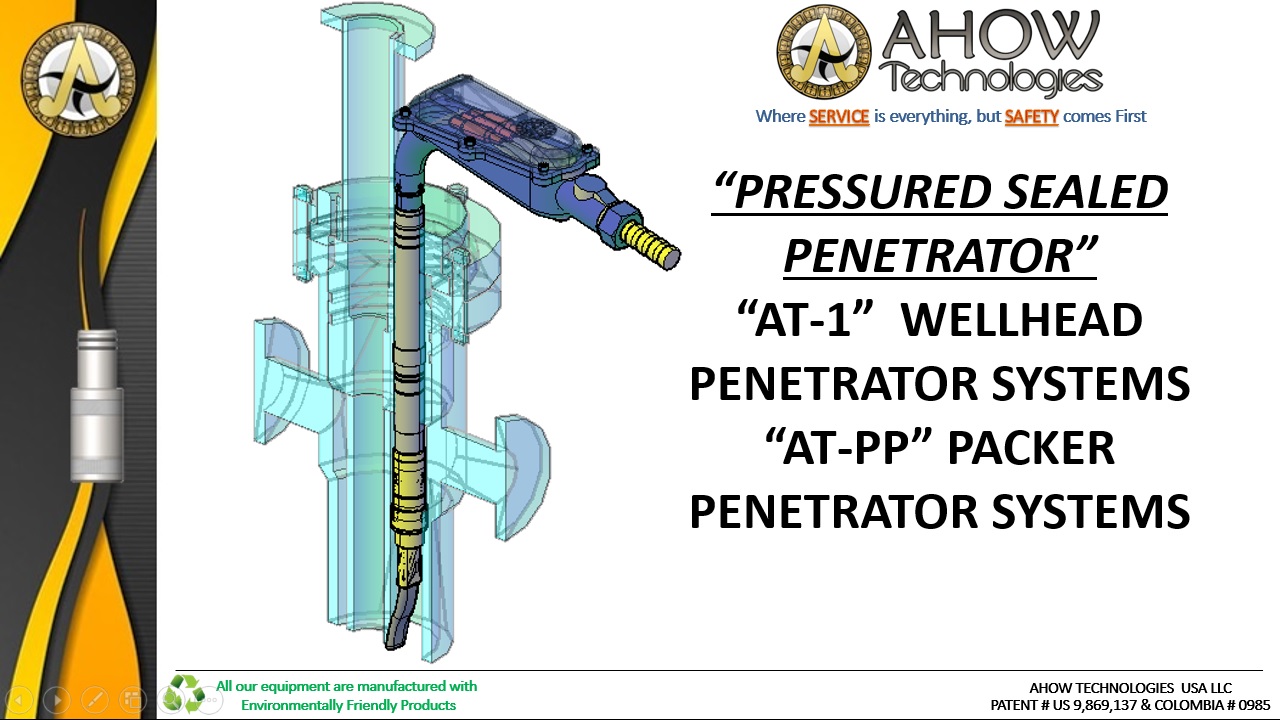 AHOW
Technologies
Where SERVICE is everything, but SAFETY comes First
“PRESSURED SEALED
PENETRATOR”
“AT-1” WELLHEAD
PENETRATOR SYSTEMS
“AT-PP” PACKER
PENETRATOR SYSTEMS
All our equipment are manufactured with
Environmentally Friendly Products
AHOW TECHNOLOGIES USA LLC
PATENT # US 9,869,137 & COLOMBIA # 0985